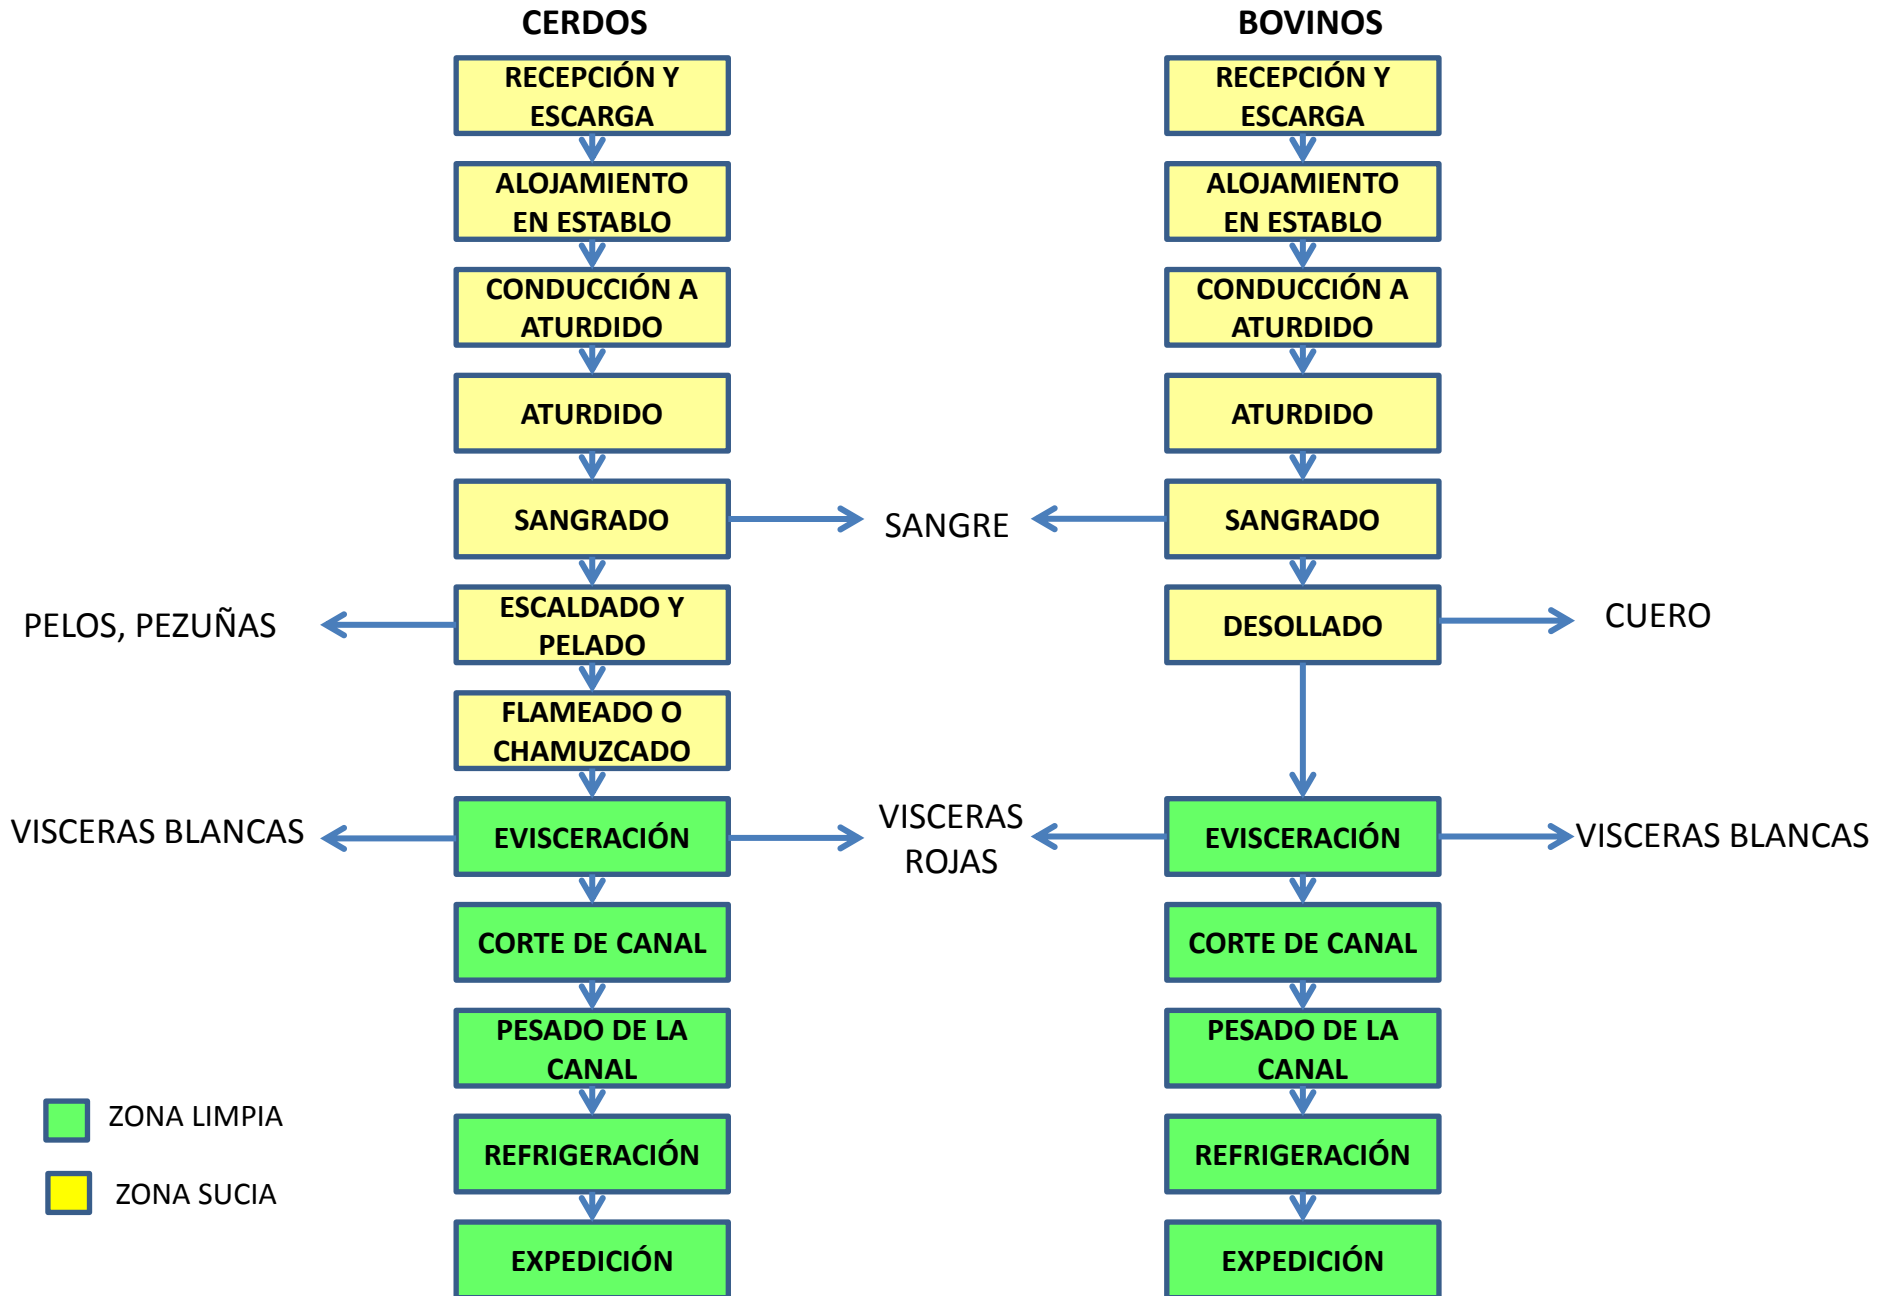 CERDOS
RECEPCIÓN Y
ESCARGA
ALOJAMIENTO
EN ESTABLO
CONDUCCIÓN A
ATURDIDO
ATURDIDO
SANGRADO
SANGRE
ESCALDADO Y
PELADO
PELOS, PEZUÑAS
FLAMEADO O
CHAMUZCADO
VISCERAS BLANCAS
EVISCERACIÓN
VISCERAS
ROJAS
CORTE DE CANAL
PESADO DE LA
CANAL
REFRIGERACIÓN
EXPEDICIÓN
BOVINOS
RECEPCIÓN Y
ESCARGA
ALOJAMIENTO
EN ESTABLO
CONDUCCIÓN A
ATURDIDO
ATURDIDO
SANGRADO
DESOLLADO
CUERO
EVISCERACIÓN
VISCERAS BLANCAS
CORTE DE CANAL
PESADO DE LA
CANAL
REFRIGERACIÓN
EXPEDICIÓN
ZONA LIMPIA
ZONA SUCIA